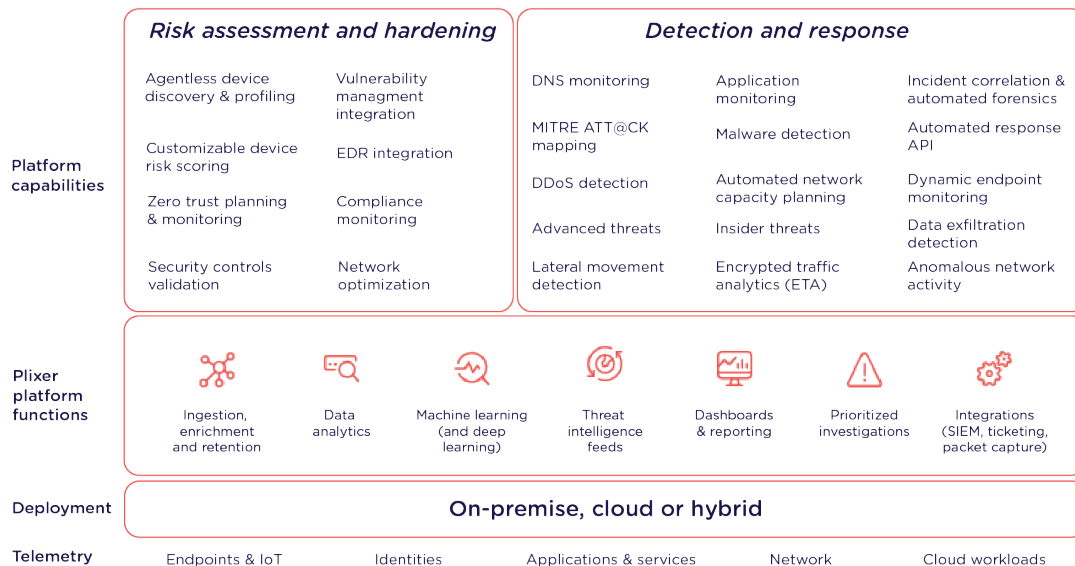 Risk assessment and hardening
Detection and response
Platform
capabilities
Agentless device
discovery & profiling
Vulnerability
managment
integration
Customizable device
risk scoring
EDR integration
Zero trust planning
& monitoring
Compliance
monitoring
Security controls
validation
Network
optimization
DNS monitoring
Application
monitoring
Incident correlation &
automated forensics
MITRE ATT@CK
mapping
Malware detection
Automated response
API
DDoS detection
Automated network
capacity planning
Dynamic endpoint
monitoring
Advanced threats
Insider threats
Data exfiltration
detection
Lateral movement
detection
Encrypted traffic
analytics (ETA)
Anomalous network
activity
Plixer
platform
functions
Ingestion,
enrichment
and retention
Data
analytics
Machine learning
(and deep
learning)
Threat
intelligence
feeds
Dashboards
& reporting
Prioritized
investigations
Integrations
(SIEM, ticketing,
packet capture)
Deployment
On-premise, cloud or hybrid
Telemetry
Endpoints & IoT
Identities
Applications & services
Network
Cloud workloads